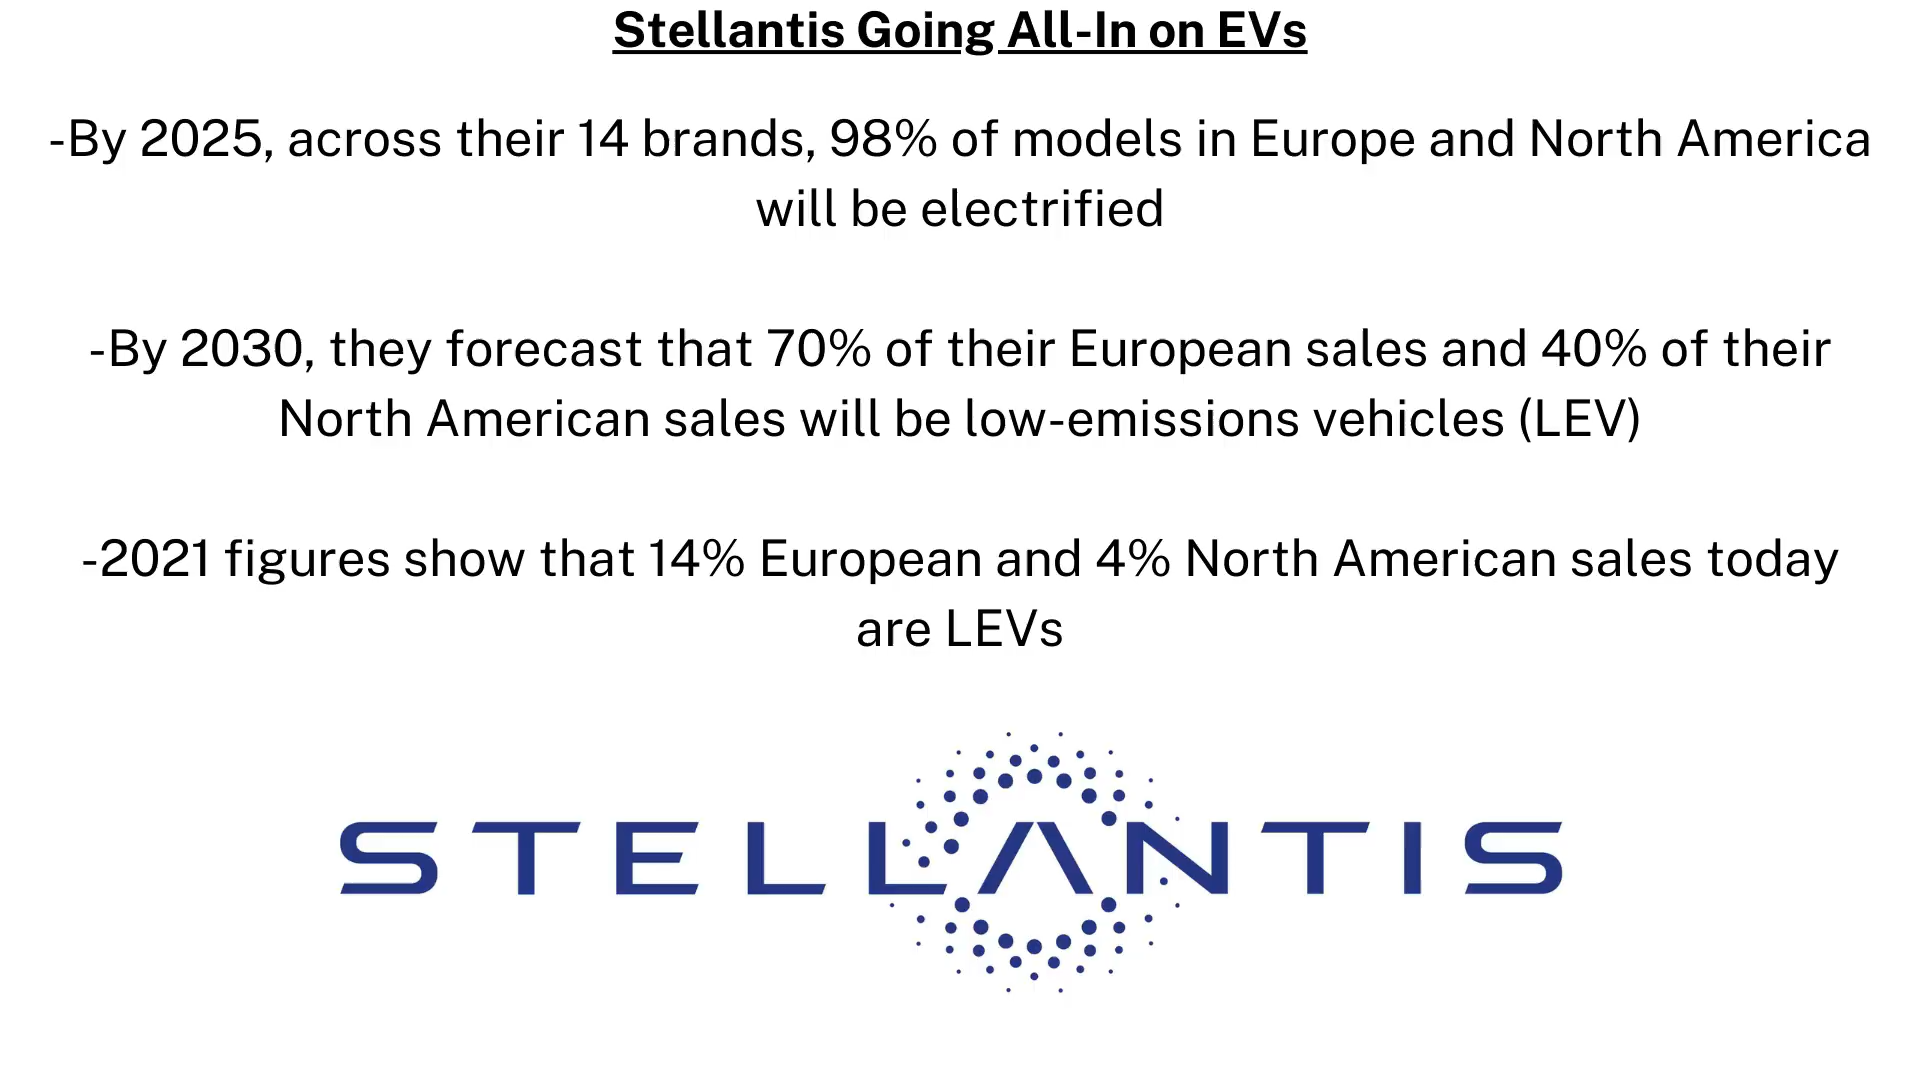 Stellantis Going All-In on EVs
-By 2025, across their 14 brands, 98% of models in Europe and North America
will be electrified
-By 2030, they forecast that 70% of their European sales and 40% of their
North American sales will be low-emissions vehicles (LEV)
-2021 figures show that 14% European and 4% North American sales today
are LEVs
STELLANTIS